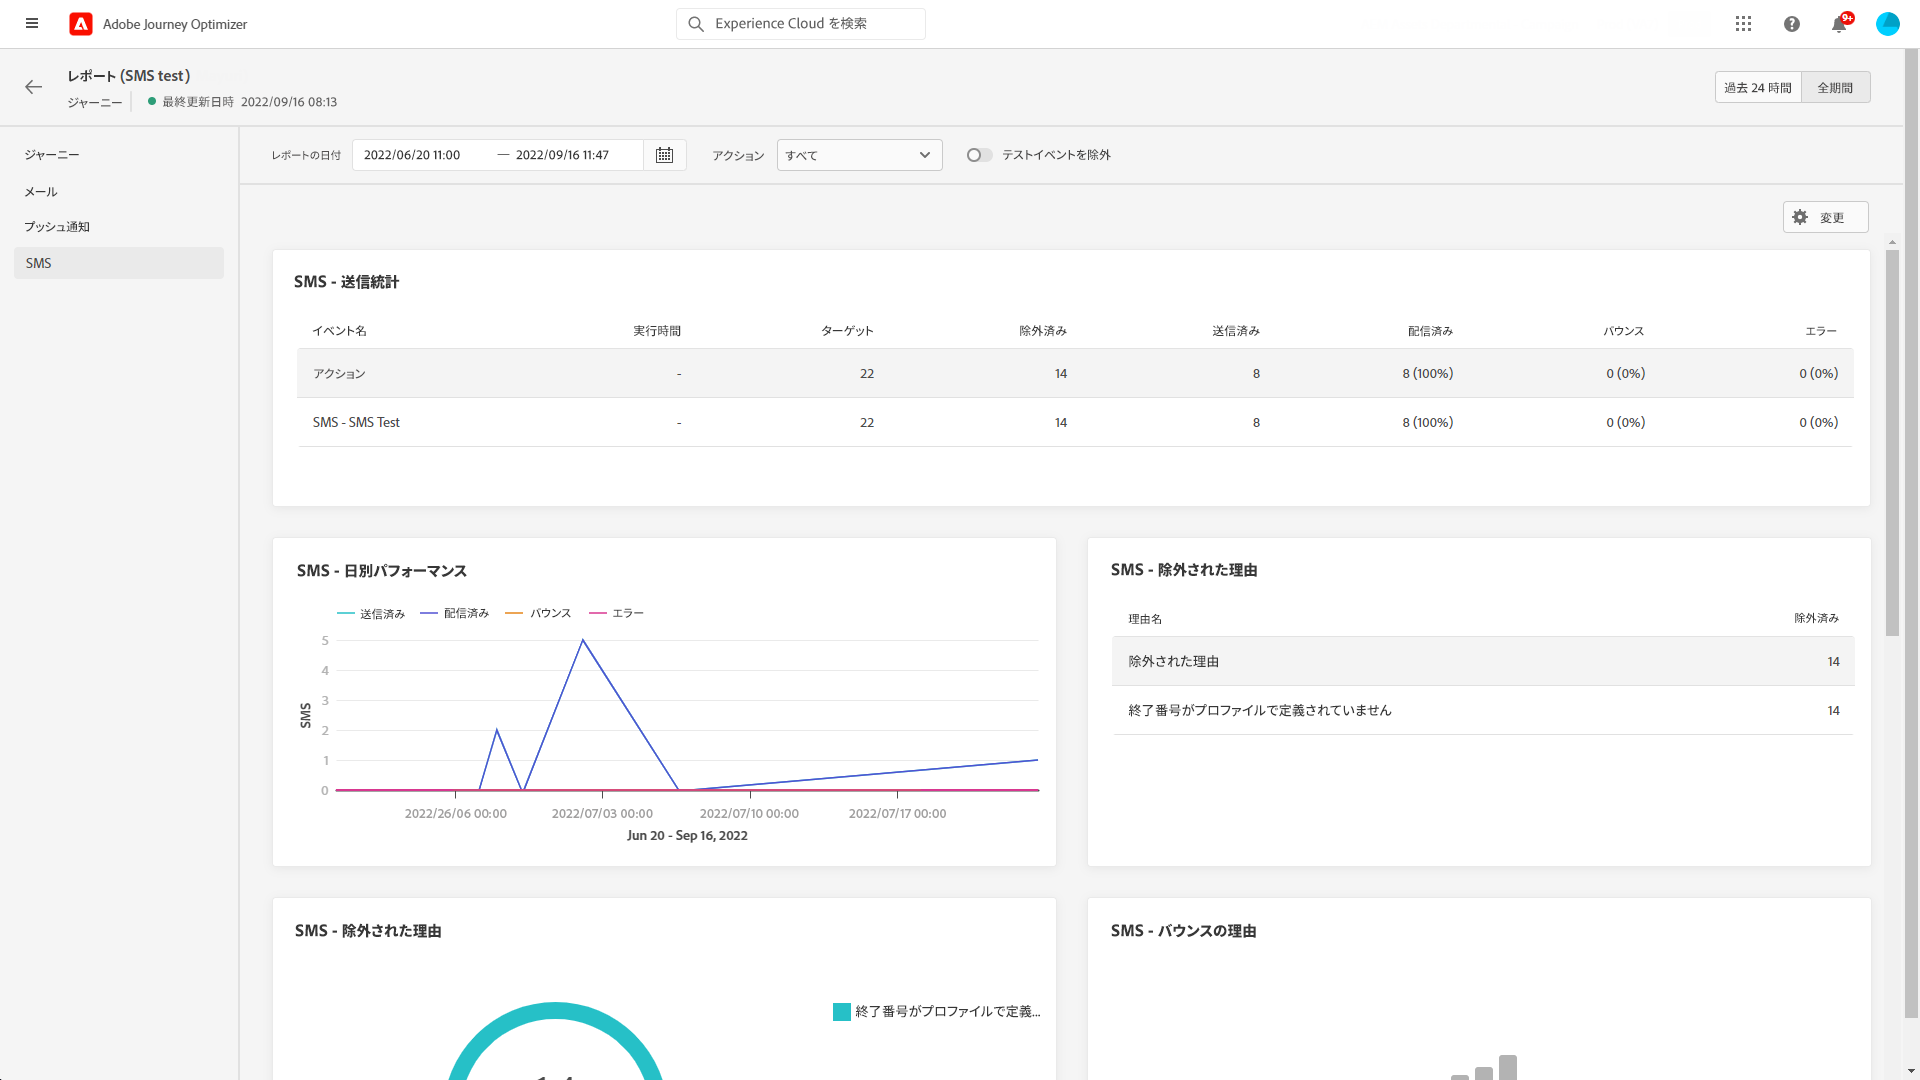 Adobe Journey Optimizer
Experience Cloud を検索
9+
レポート (SMS test)
ジャーニー
最終更新日時 2022/09/16 08:13
過去 24 時間
全期間
ジャーニー
メール
プッシュ通知
SMS
レポートの日付
2022/06/20 11:00 — 2022/09/16 11:47
アクション
すべて
テストイベントを除外
変更
SMS - 送信統計
イベント名 実行時間 ターゲット 除外済み 送信済み 配信済み バウンス エラー
アクション - 22 14 8 8 (100%) 0 (0%) 0 (0%)
SMS - SMS Test - 22 14 8 8 (100%) 0 (0%) 0 (0%)
SMS - 日別パフォーマンス
送信済み 配信済み バウンス エラー
5
4
3
2
1
0
SMS
2022/26/06 00:00 2022/07/03 00:00 2022/07/10 00:00 2022/07/17 00:00
Jun 20 - Sep 16, 2022
SMS - 除外された理由
理由名 除外済み
除外された理由 14
終了番号がプロファイルで定義されていません 14
SMS - 除外された理由
終了番号がプロファイルで定義...
SMS - バウンスの理由